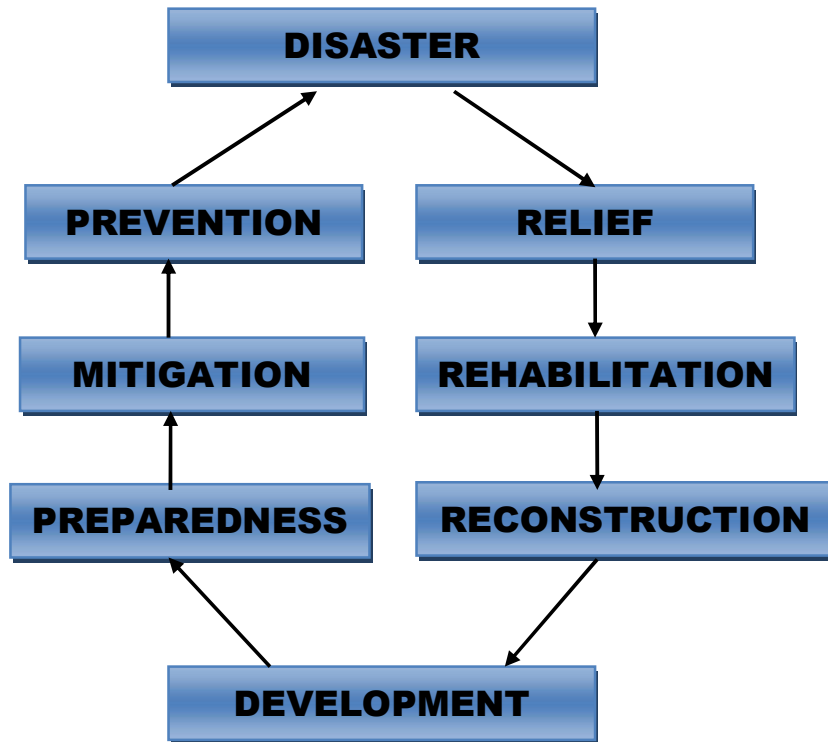 DISASTER
PREVENTION
RELIEF
MITIGATION
REHABILITATION
PREPAREDNESS
RECONSTRUCTION
DEVELOPMENT